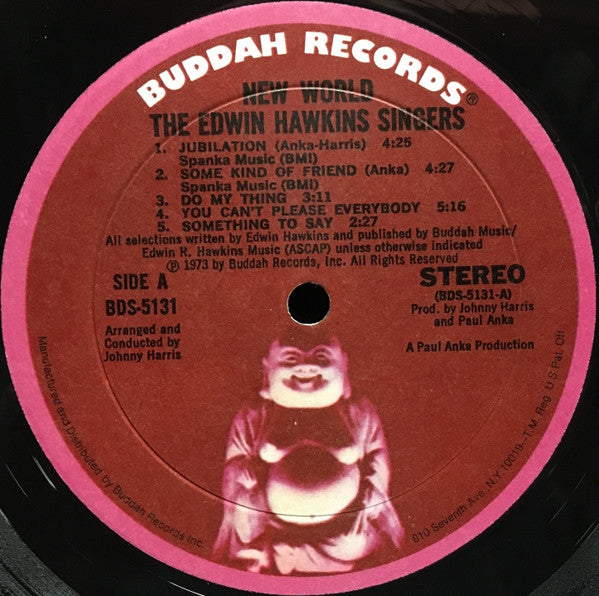 BUDDAH RECORDS®
NEW WORLD
THE EDWIN HAWKINS SINGERS
1. JUBILATION (Anka-Harris) 4:25
Spanka Music (BMI)
2. SOME KIND OF FRIEND (Anka) 4:27
Spanka Music (BMI)
3. DO MY THING 3:11
4. YOU CAN'T PLEASE EVERYBODY 5:16
5. SOMETHING TO SAY 2:27
All selections written by Edwin Hawkins and published by Buddah Music/
Edwin R. Hawkins Music (ASCAP) unless otherwise indicated
℗ 1973 by Buddah Records, Inc. All Rights Reserved
SIDE A
BDS-5131
Arranged and
Conducted by
Johnny Harris
STEREO
(BDS-5131-A)
Prod. by Johnny Harris
and Paul Anka
A Paul Anka Production
Manufactured and Distributed by Buddah Records Inc.
810 Seventh Ave., N.Y. 10019-T.M. Reg. U.S. Pat. Off.